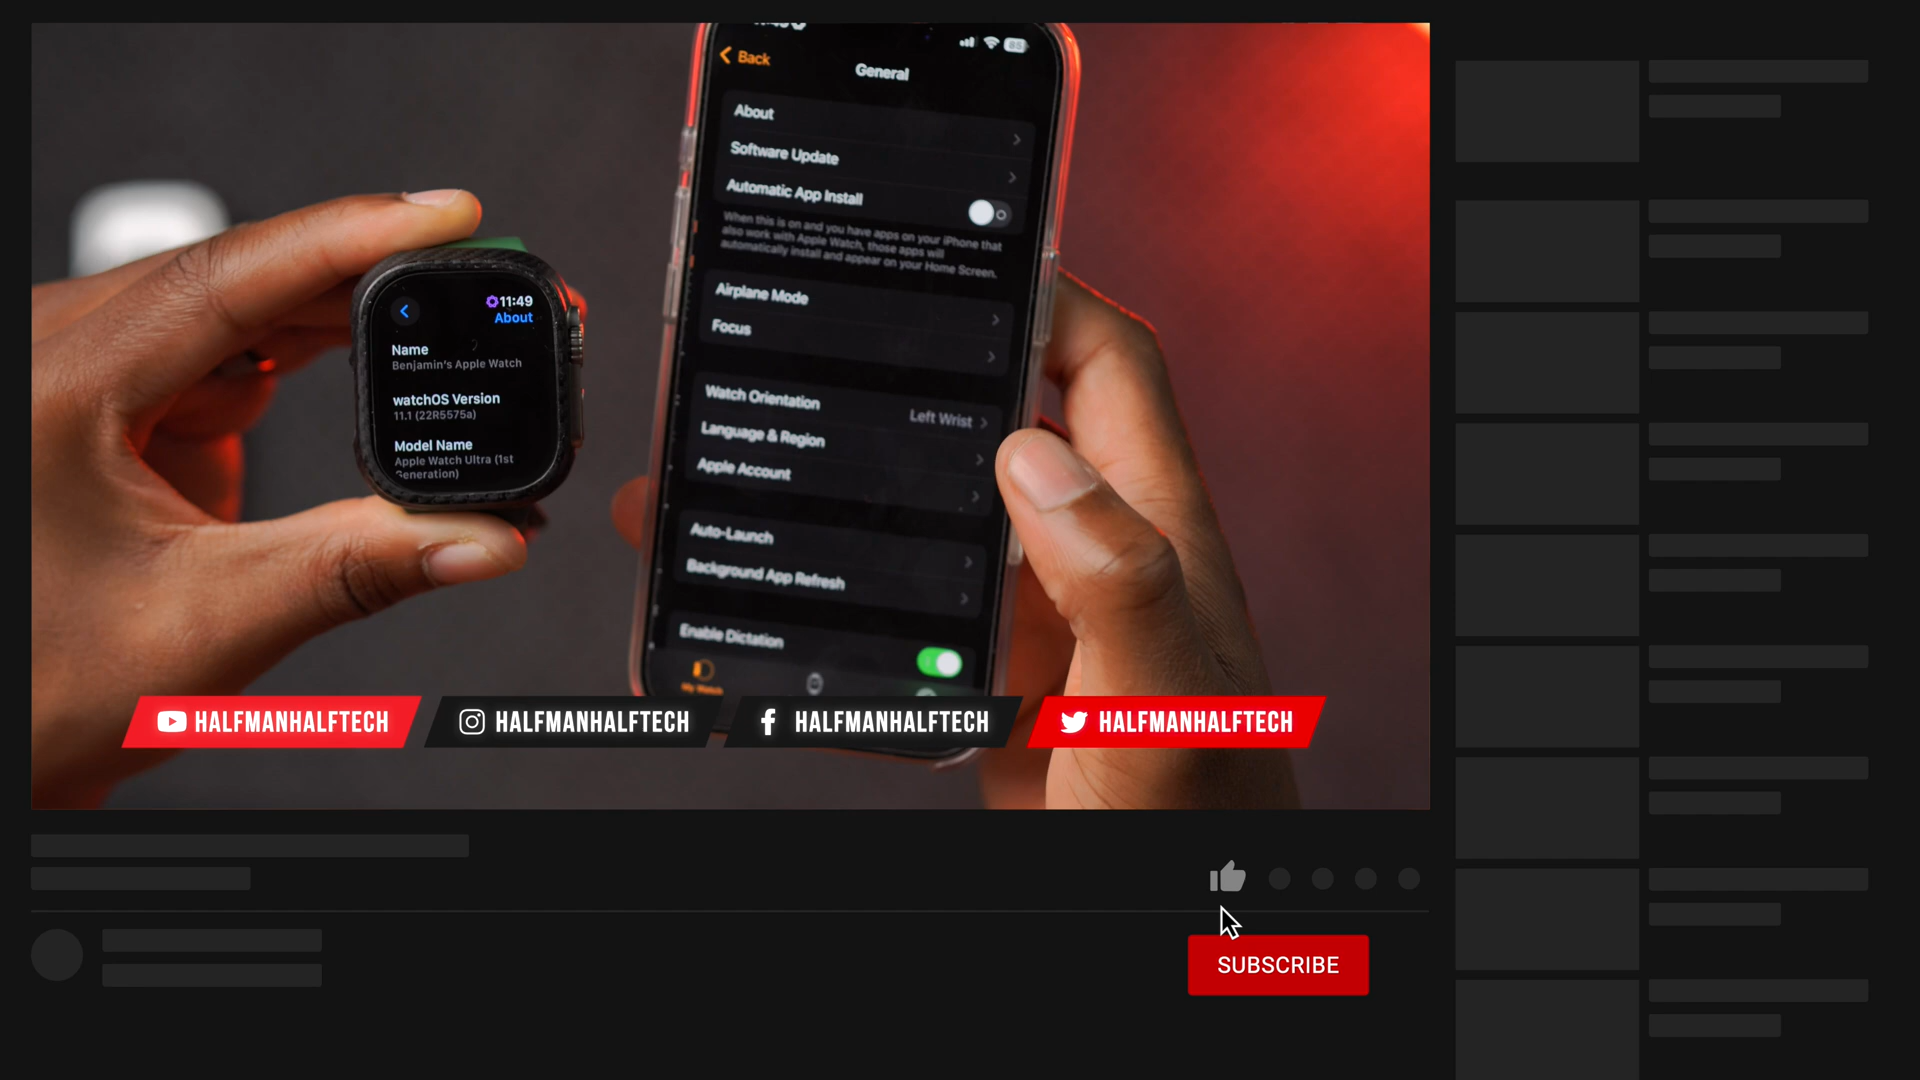 85
Back
General
About
Software Update
Automatic App Install
When this is on and you have apps on your iPhone that
also work with Apple Watch, those apps will
automatically install and appear on your Home Screen.
Airplane Mode
Focus
Watch Orientation
Left Wrist
Language & Region
Apple Account
Auto-Launch
Background App Refresh
Enable Dictation
My Watch
11:49
About
Name
Benjamin's Apple Watch
watchOS Version
11.1 (22R5575a)
Model Name
Apple Watch Ultra (1st
Generation)
HALFMANHALFTECH
HALFMANHALFTECH
HALFMANHALFTECH
HALFMANHALFTECH
SUBSCRIBE